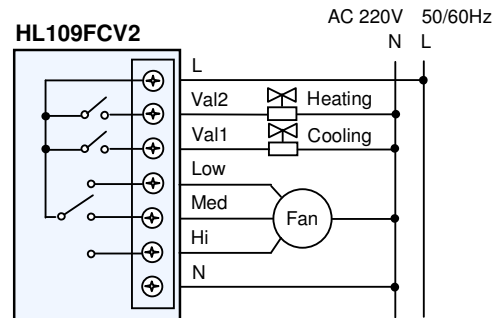 AC 220V 50/60Hz
HL109FCV2
N L
L
Val2 Heating
Val1 Cooling
Low
Med
Fan
Hi
N